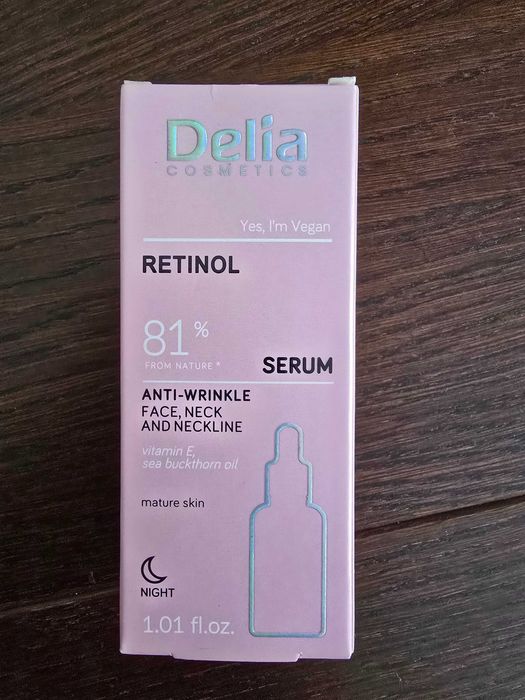 Delia
COSMETICS
Yes, I'm Vegan
RETINOL
81%
FROM NATURE *
SERUM
ANTI-WRINKLE
FACE, NECK
AND NECKLINE
vitamin E,
sea buckthorn oil
mature skin
NIGHT
1.01 fl.oz.